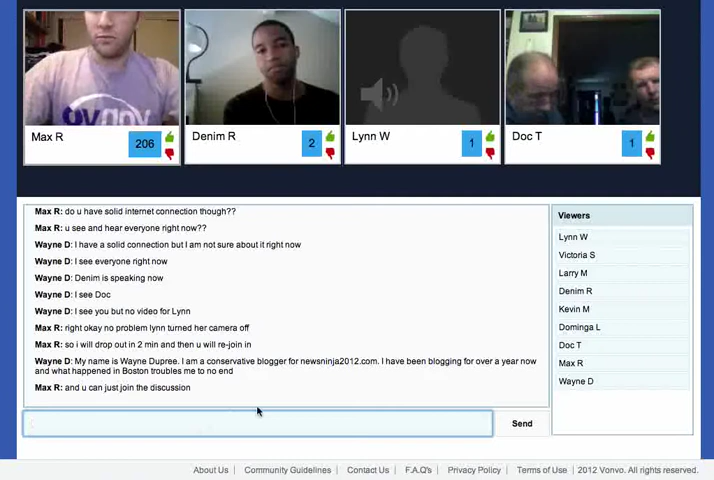 vonvo
Max R
206
Denim R
2
Lynn W
1
Doc T
1
Max R: do u have solid internet connection though??
Max R: u see and hear everyone right now??
Wayne D: I have a solid connection but I am not sure about it right now
Wayne D: I see everyone right now
Wayne D: Denim is speaking now
Wayne D: I see Doc
Wayne D: I see you but no video for Lynn
Max R: right okay no problem lynn turned her camera off
Max R: so i will drop out in 2 min and then u will re-join in
Wayne D: My name is Wayne Dupree. I am a conservative blogger for newsninja2012.com. I have been blogging for over a year now
and what happened in Boston troubles me to no end
Max R: and u can just join the discussion
Send
Viewers
Lynn W
Victoria S
Larry M
Denim R
Kevin M
Dominga L
Doc T
Max R
Wayne D
About Us | Community Guidelines | Contact Us | F.A.Q's | Privacy Policy | Terms of Use | 2012 Vonvo. All rights reserved.